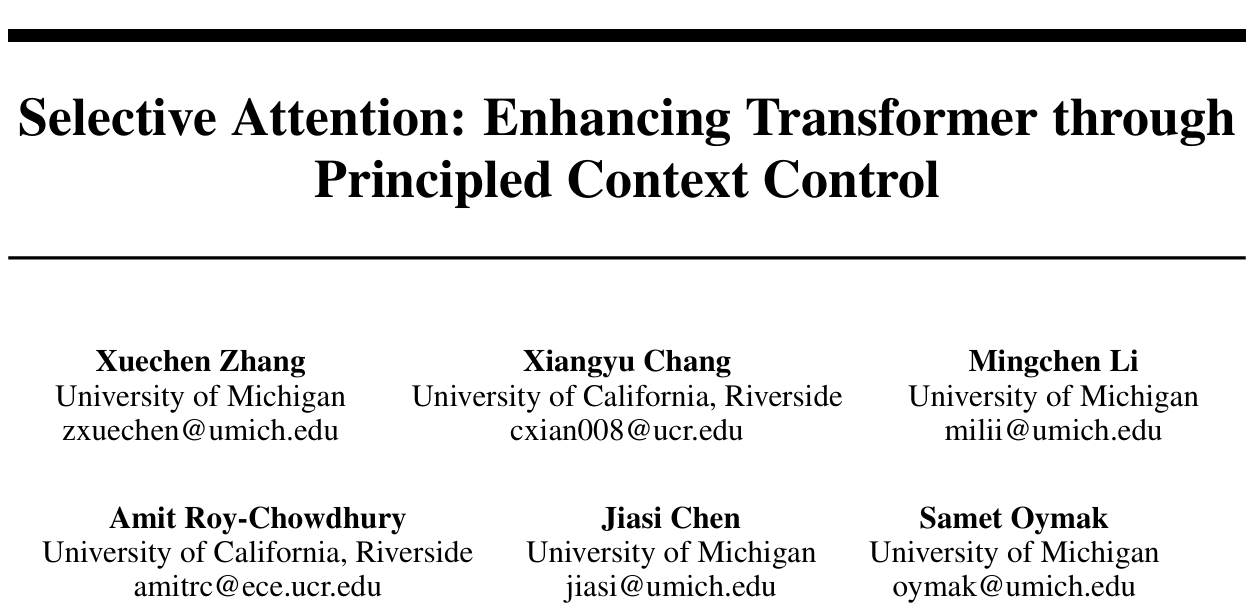 Selective Attention: Enhancing Transformer through
Principled Context Control
Xuechen Zhang
University of Michigan
zxuechen@umich.edu
Xiangyu Chang
University of California, Riverside
cxian008@ucr.edu
Mingchen Li
University of Michigan
milii@umich.edu
Amit Roy-Chowdhury
University of California, Riverside
amitrc@ece.ucr.edu
Jiasi Chen
University of Michigan
jiasi@umich.edu
Samet Oymak
University of Michigan
oymak@umich.edu